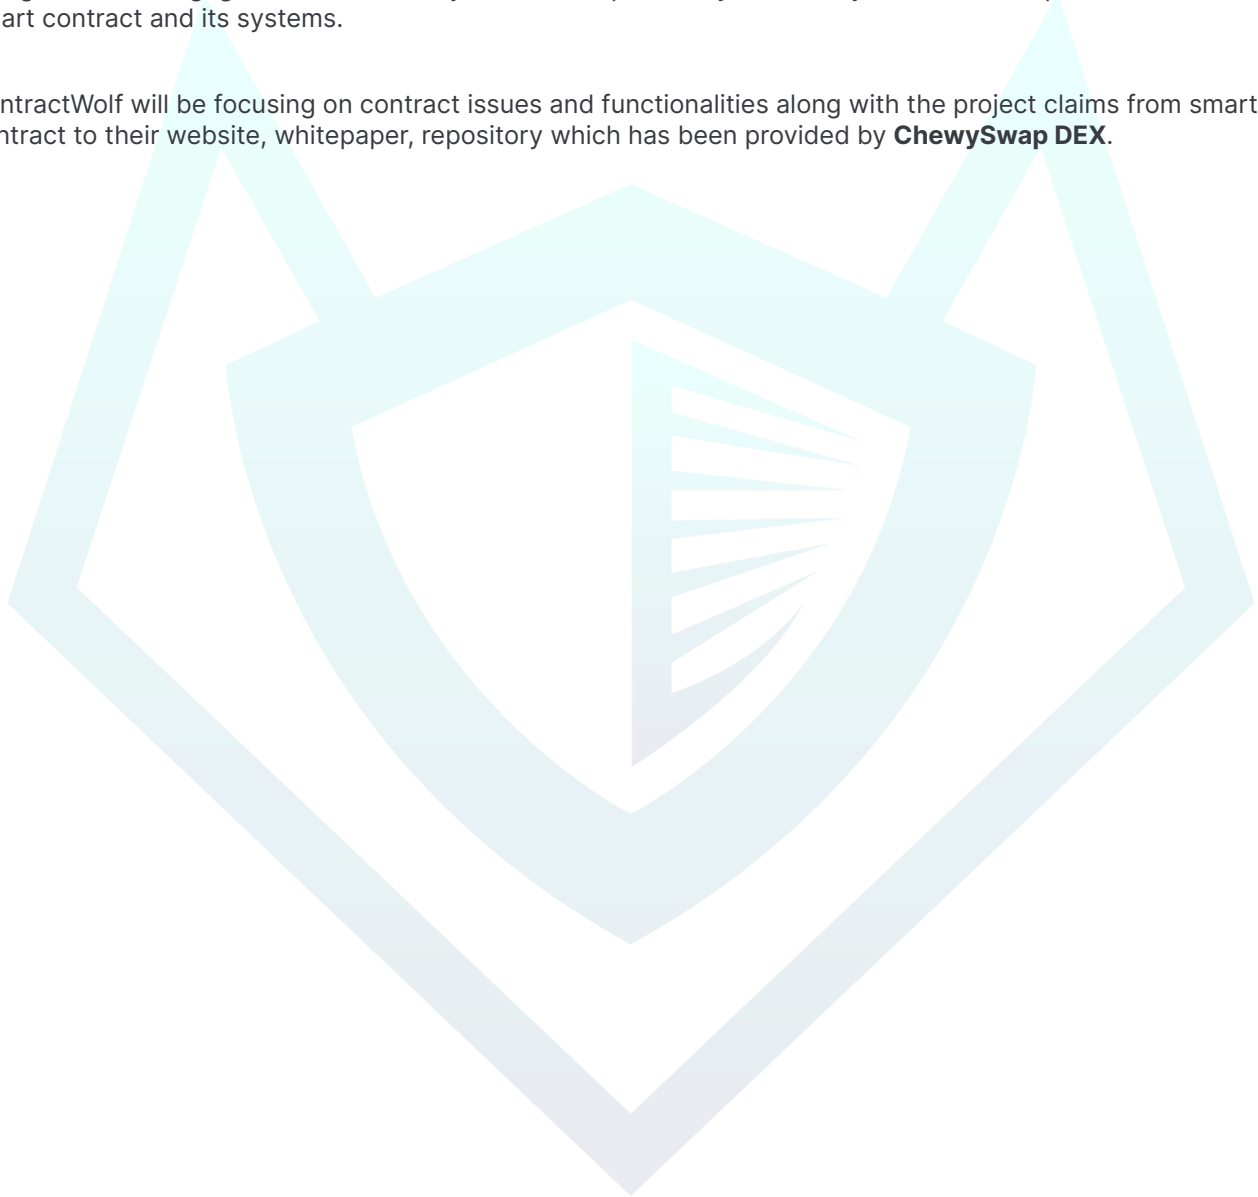 art contract and its systems.
ntractWolf will be focusing on contract issues and functionalities along with the project claims from smart
ntract to their website, whitepaper, repository which has been provided by ChewySwap DEX.